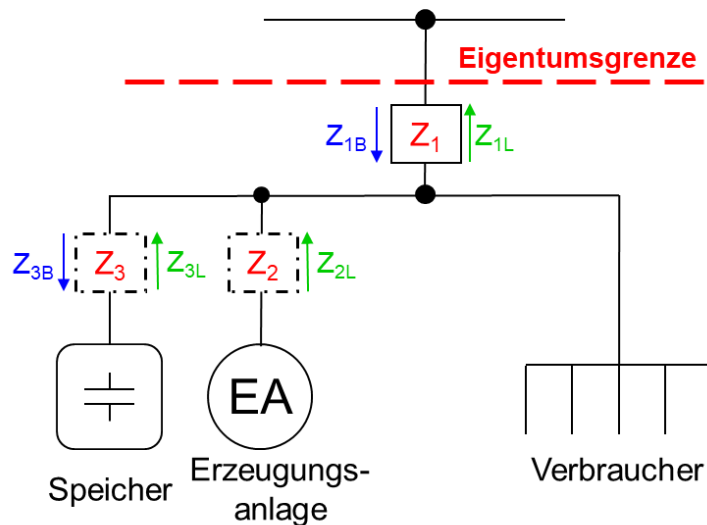 Eigentumsgrenze
Z1B Z1 Z1L
Z3B Z3 Z3L Z2 Z2L
EA
Speicher
Erzeugungs-
anlage
Verbraucher